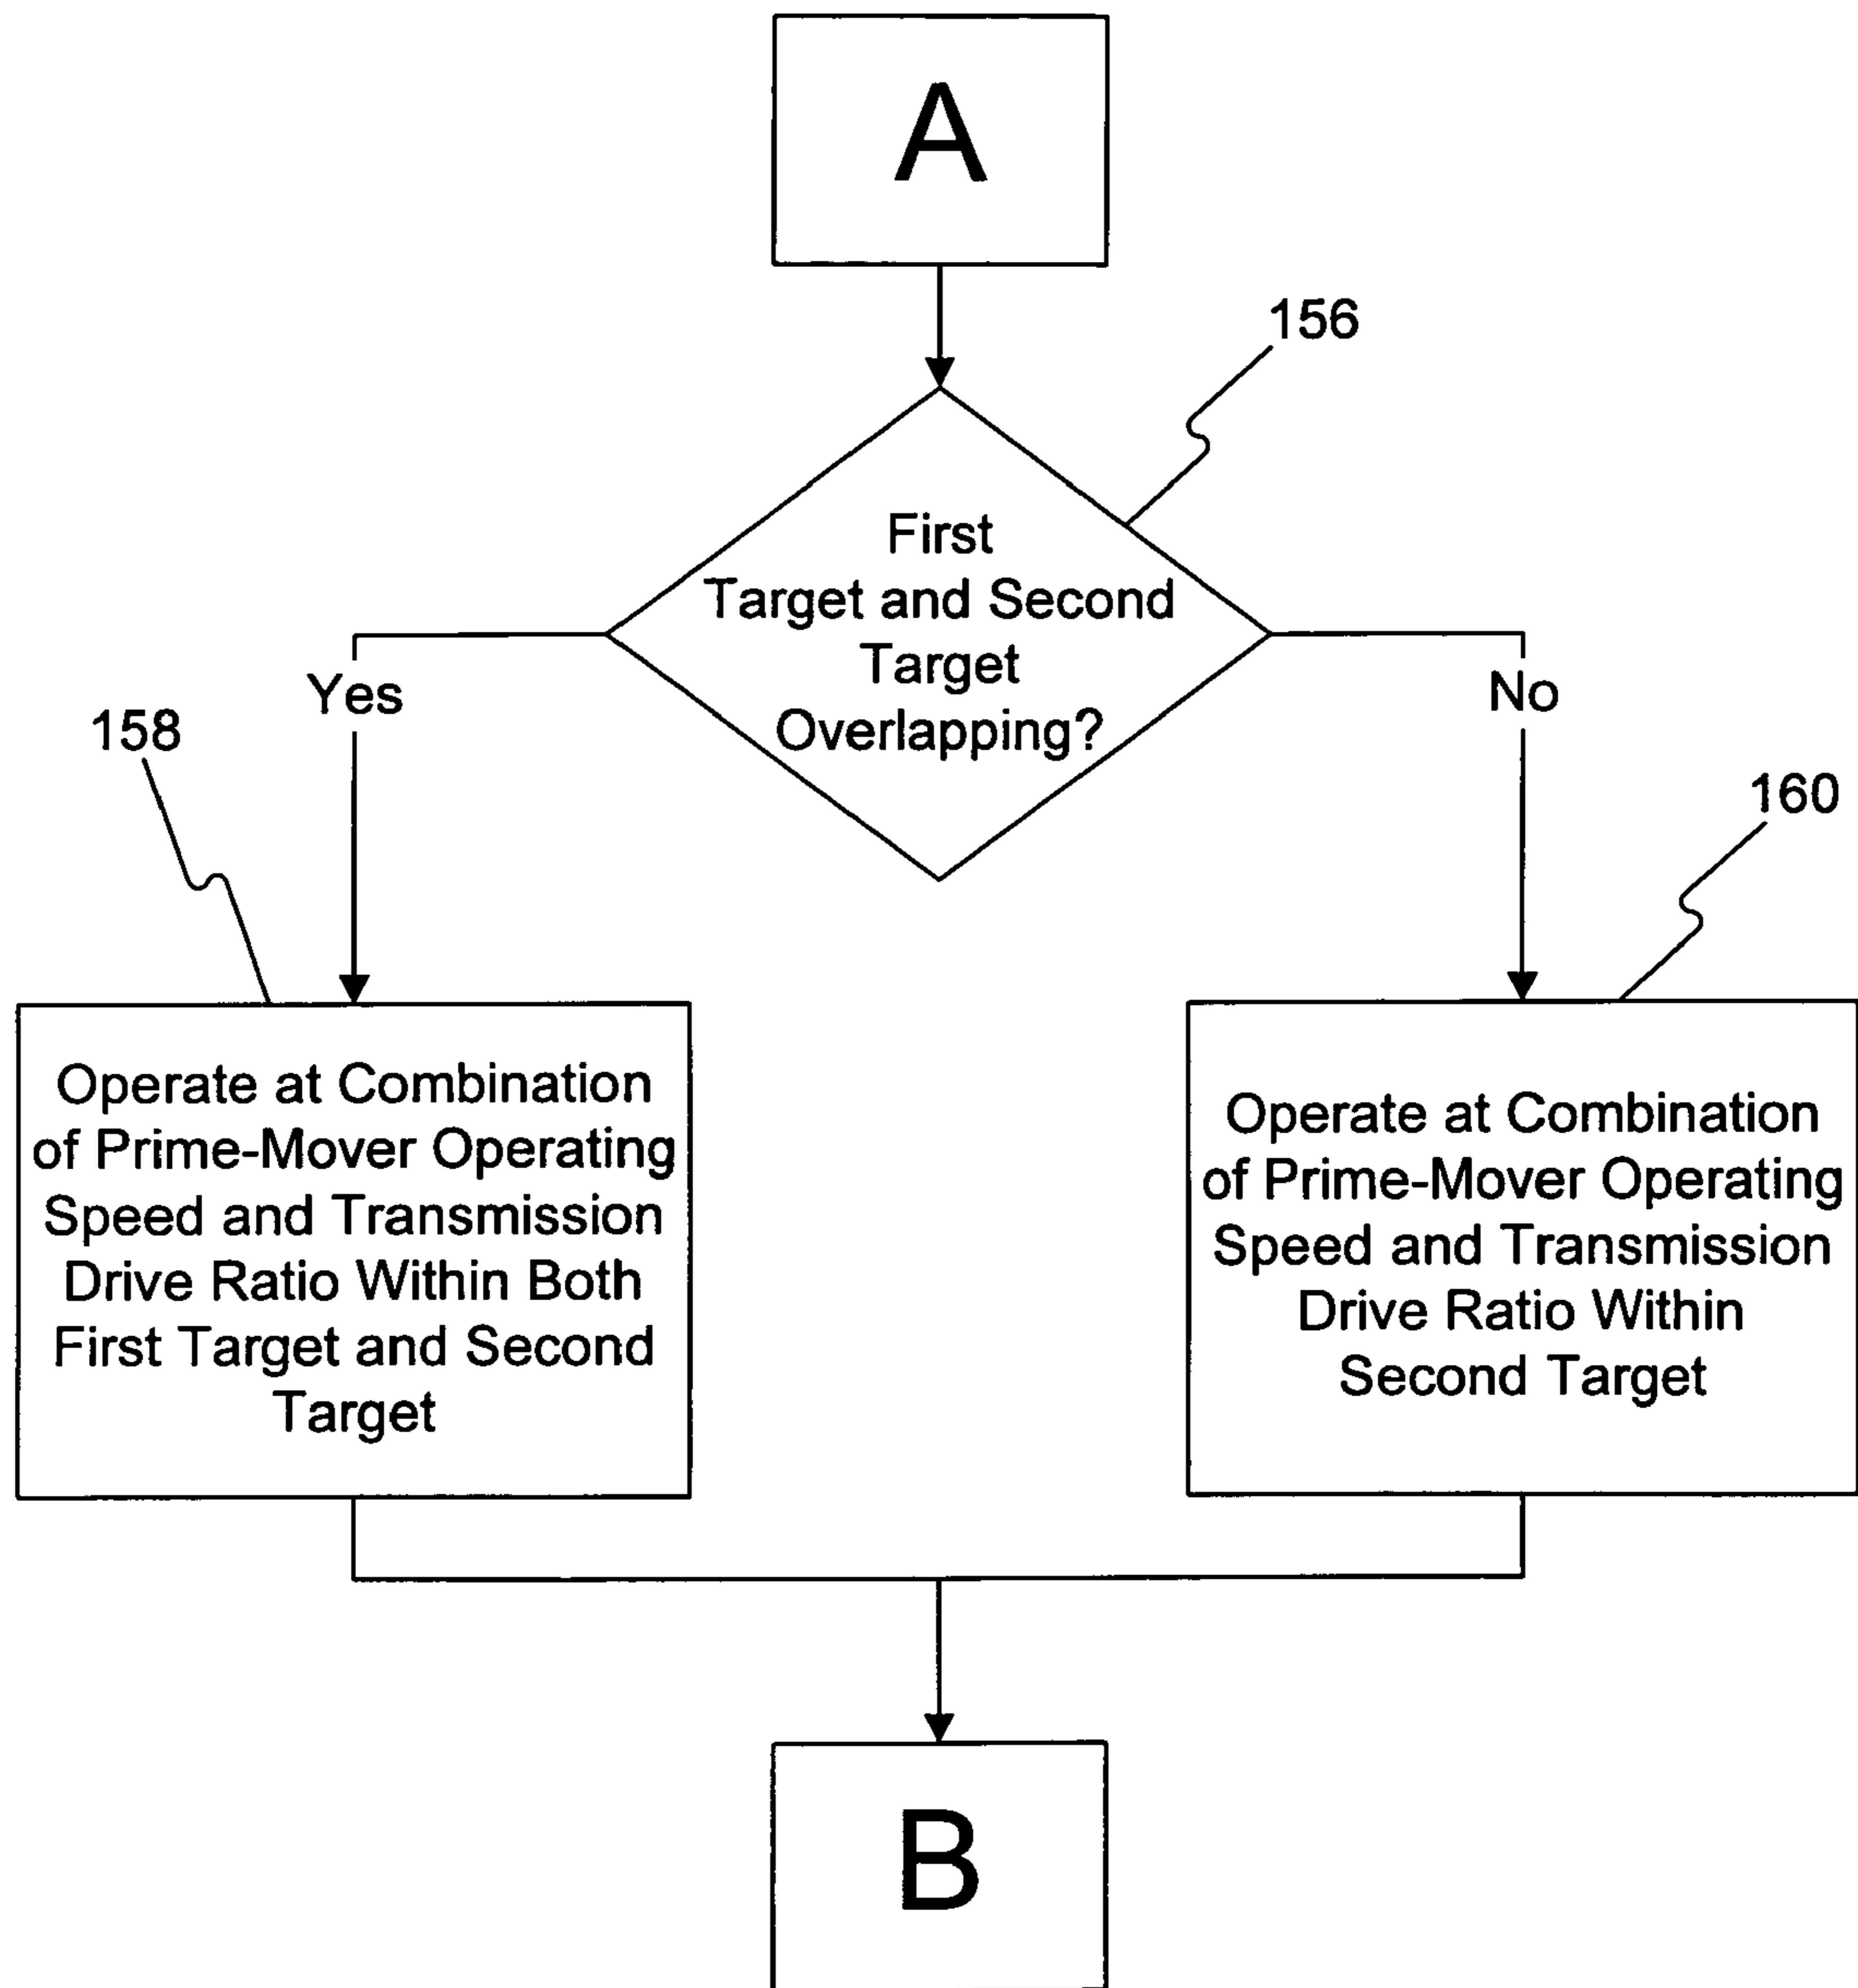 A
156
First
Target and Second
Target
Overlapping?
Yes
No
158
160
Operate at Combination
of Prime-Mover Operating
Speed and Transmission
Drive Ratio Within Both
First Target and Second
Target
Operate at Combination
of Prime-Mover Operating
Speed and Transmission
Drive Ratio Within
Second Target
B